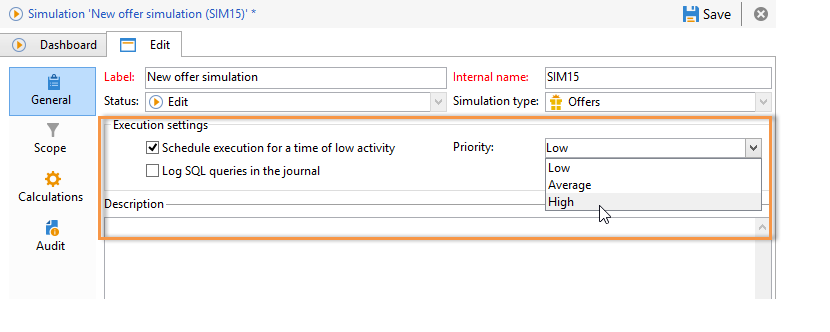 Simulation 'New offer simulation (SIM15)' *
Save
Dashboard
Edit
General
Scope
Calculations
Audit
Label: New offer simulation Internal name: SIM15
Status: Edit Simulation type: Offers
Execution settings
Schedule execution for a time of low activity Priority: Low
Log SQL queries in the journal
Low
Average
High
Description